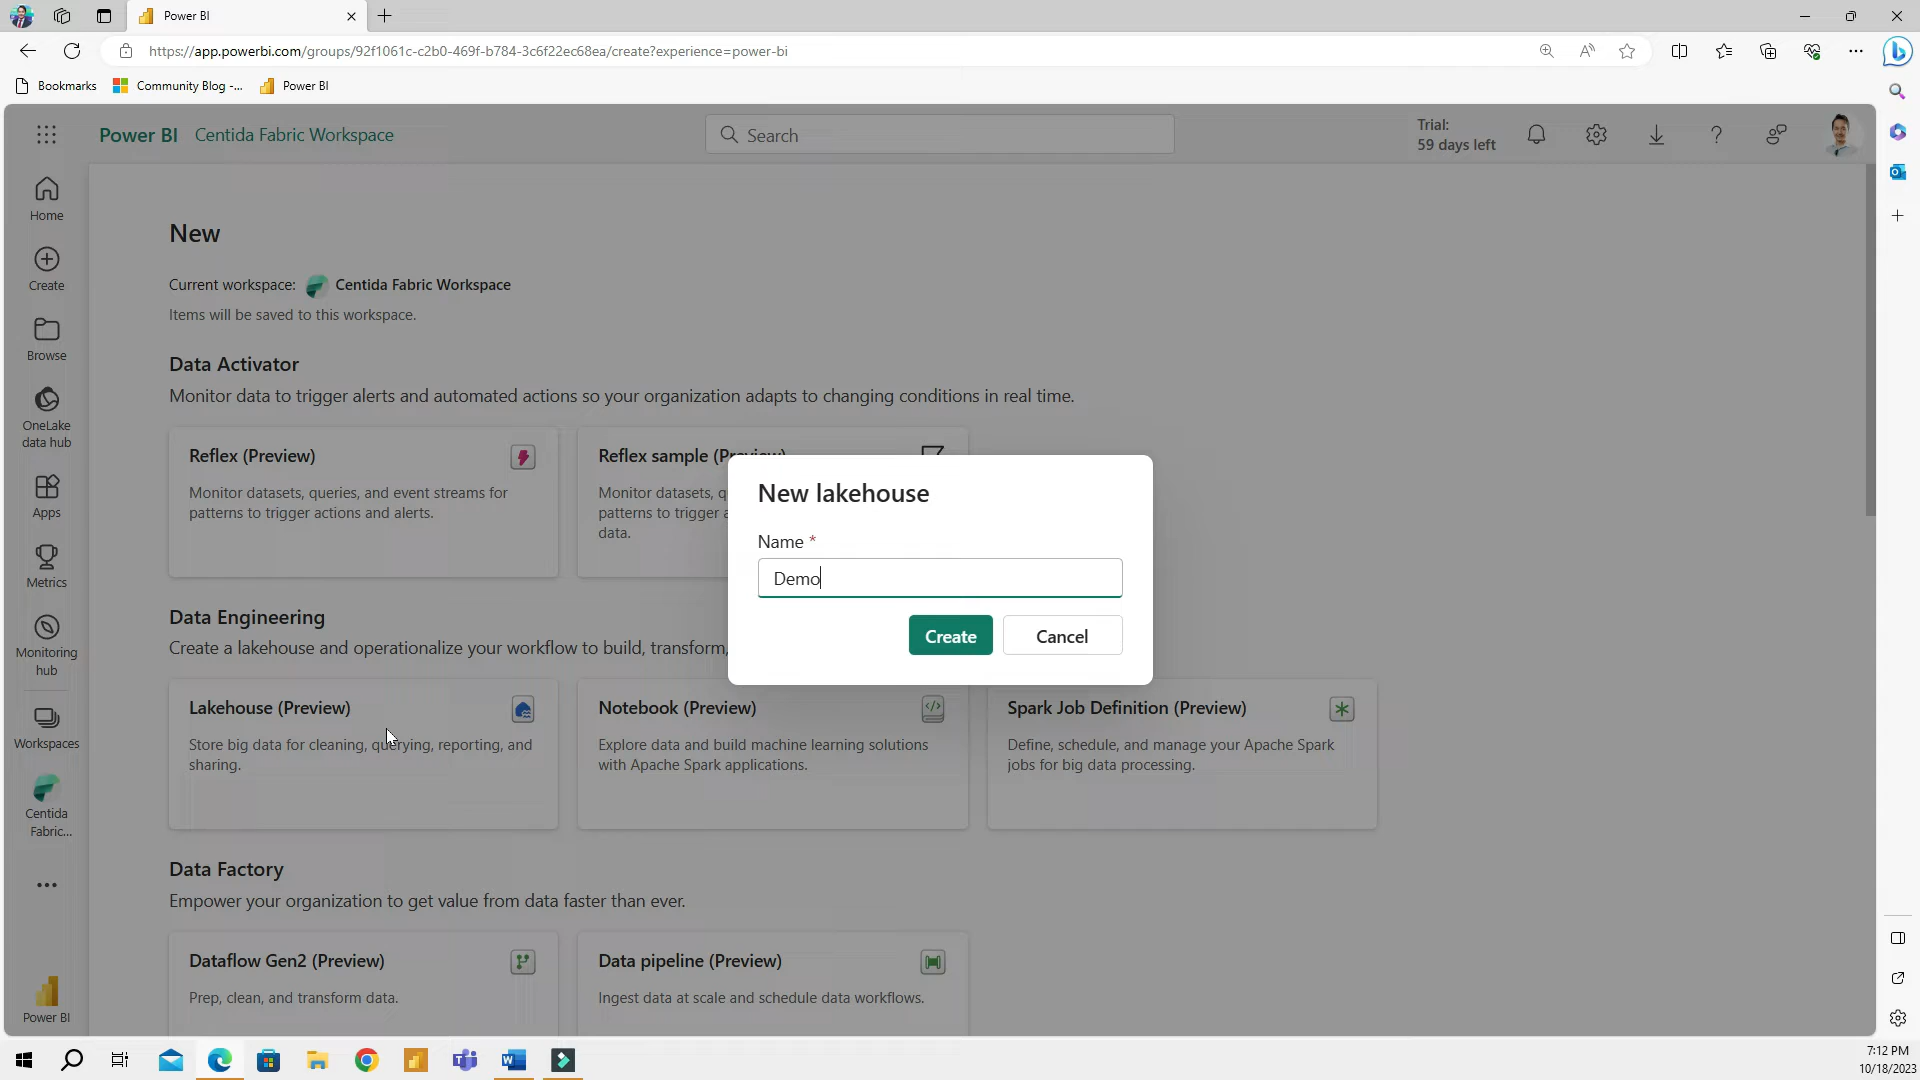 Power BI
https://app.powerbi.com/groups/92f1061c-c2b0-469f-b784-3c6f22ec68ea/create?experience=power-bi
Bookmarks
Community Blog -...
Power BI
Power BI
Centida Fabric Workspace
Search
Trial:
59 days left
Home
Create
Browse
OneLake
data hub
Apps
Metrics
Monitoring
hub
Workspaces
Centida
Fabric...
Power BI
New
Current workspace:
Centida Fabric Workspace
Items will be saved to this workspace.
Data Activator
Monitor data to trigger alerts and automated actions so your organization adapts to changing conditions in real time.
Reflex (Preview)
Monitor datasets, queries, and event streams for
patterns to trigger actions and alerts.
Reflex sample (Preview)
Monitor datasets, q
patterns to trigger a
data.
New lakehouse
Name *
Demo
Create
Cancel
Data Engineering
Create a lakehouse and operationalize your workflow to build, transform,
Lakehouse (Preview)
Store big data for cleaning, querying, reporting, and
sharing.
Notebook (Preview)
Explore data and build machine learning solutions
with Apache Spark applications.
Spark Job Definition (Preview)
Define, schedule, and manage your Apache Spark
jobs for big data processing.
Data Factory
Empower your organization to get value from data faster than ever.
Dataflow Gen2 (Preview)
Prep, clean, and transform data.
Data pipeline (Preview)
Ingest data at scale and schedule data workflows.
7:12 PM
10/18/2023